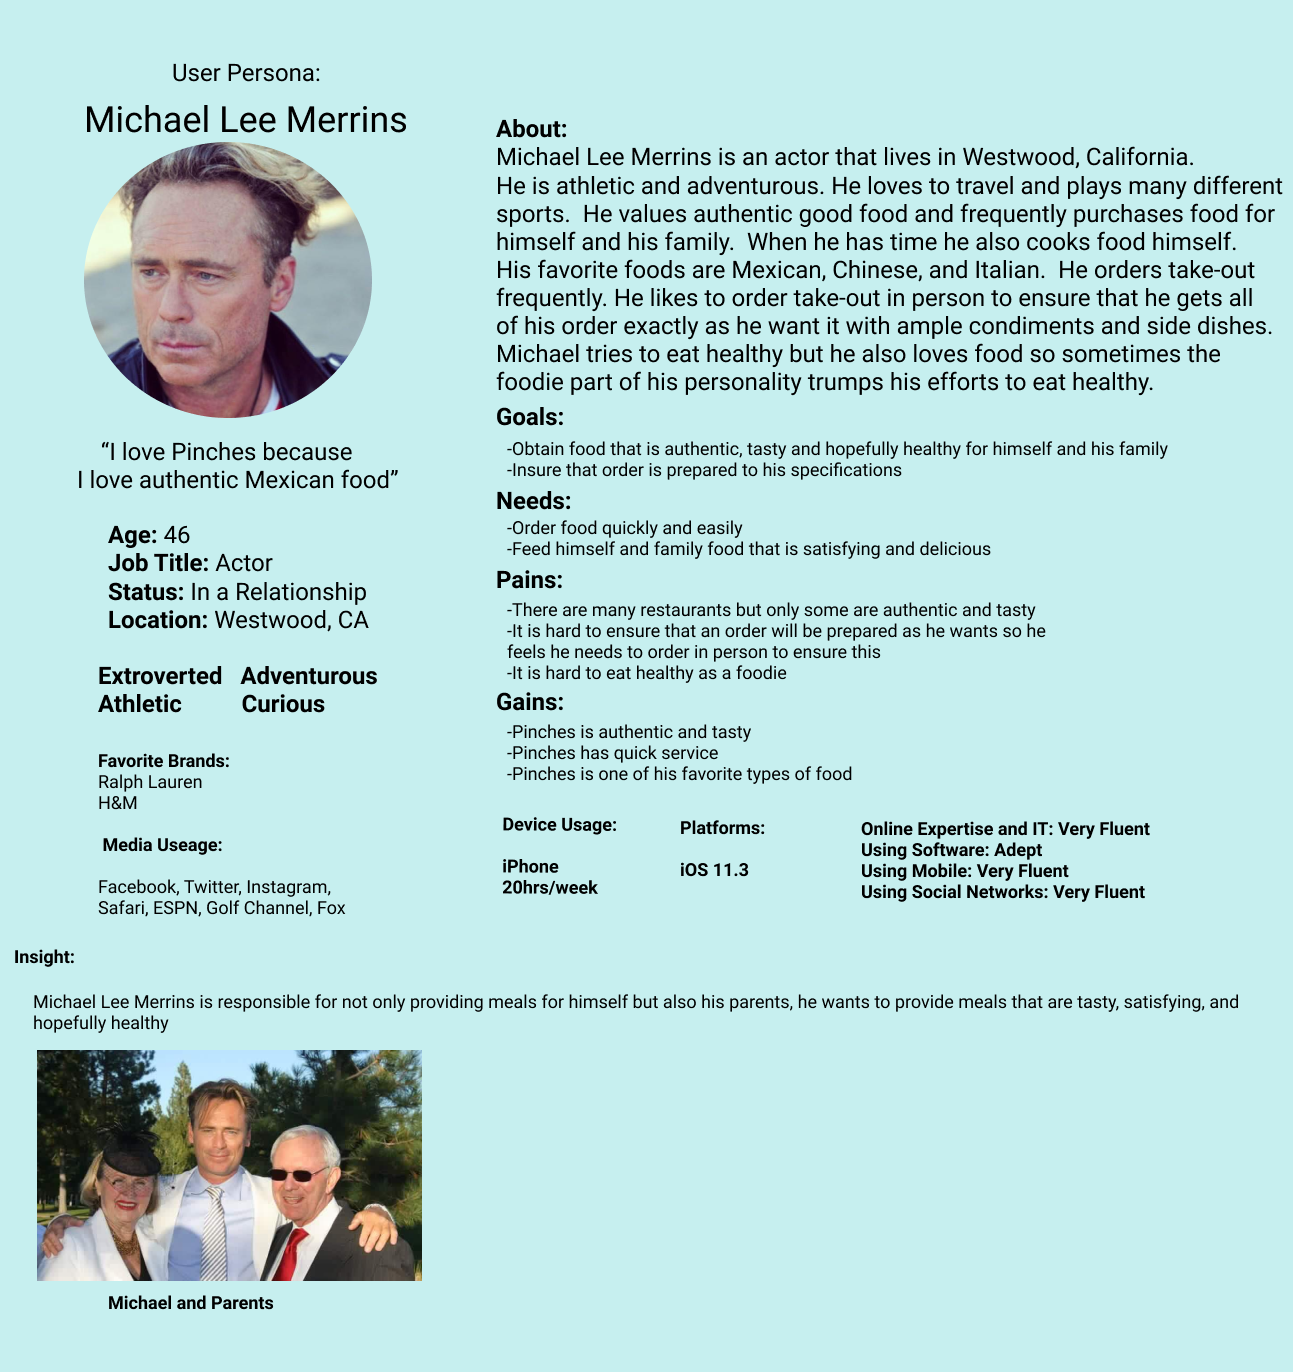 User Persona:
Michael Lee Merrins
“I love Pinches because
I love authentic Mexican food”
Age: 46
Job Title: Actor
Status: In a Relationship
Location: Westwood, CA
Extroverted Adventurous
Athletic Curious
Favorite Brands:
Ralph Lauren
H&M
Media Useage:
Facebook, Twitter, Instagram,
Safari, ESPN, Golf Channel, Fox
About:
Michael Lee Merrins is an actor that lives in Westwood, California.
He is athletic and adventurous. He loves to travel and plays many different
sports. He values authentic good food and frequently purchases food for
himself and his family. When he has time he also cooks food himself.
His favorite foods are Mexican, Chinese, and Italian. He orders take-out
frequently. He likes to order take-out in person to ensure that he gets all
of his order exactly as he want it with ample condiments and side dishes.
Michael tries to eat healthy but he also loves food so sometimes the
foodie part of his personality trumps his efforts to eat healthy.
Goals:
-Obtain food that is authentic, tasty and hopefully healthy for himself and his family
-Insure that order is prepared to his specifications
Needs:
-Order food quickly and easily
-Feed himself and family food that is satisfying and delicious
Pains:
-There are many restaurants but only some are authentic and tasty
-It is hard to ensure that an order will be prepared as he wants so he
feels he needs to order in person to ensure this
-It is hard to eat healthy as a foodie
Gains:
-Pinches is authentic and tasty
-Pinches has quick service
-Pinches is one of his favorite types of food
Device Usage:
iPhone
20hrs/week
Platforms:
iOS 11.3
Online Expertise and IT: Very Fluent
Using Software: Adept
Using Mobile: Very Fluent
Using Social Networks: Very Fluent
Insight:
Michael Lee Merrins is responsible for not only providing meals for himself but also his parents, he wants to provide meals that are tasty, satisfying, and
hopefully healthy
Michael and Parents